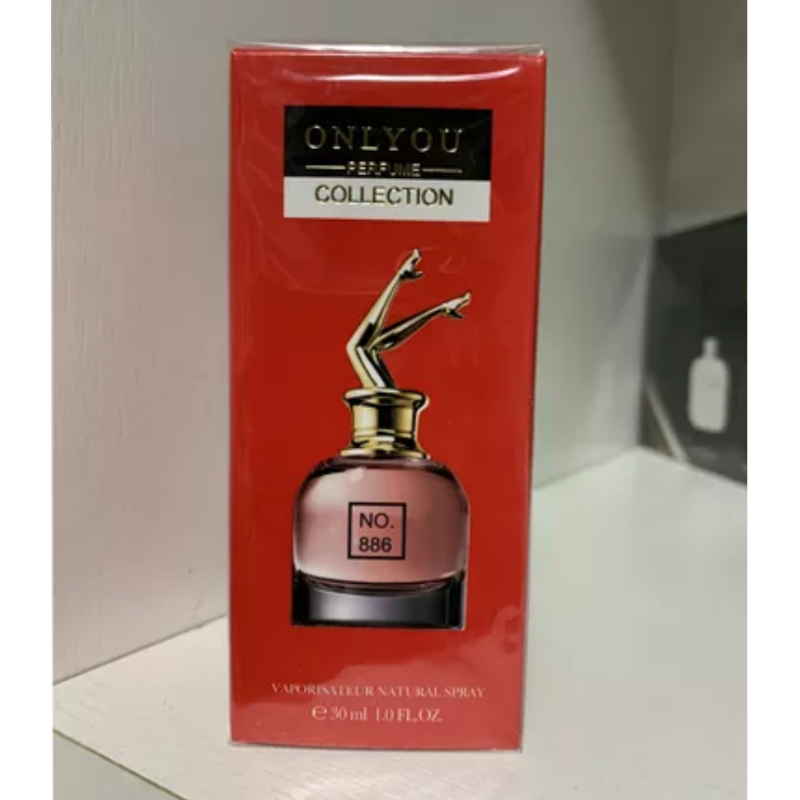 ONLYOU
PERFUME
COLLECTION
NO.
886
VAPORISATEUR NATURAL SPRAY
℮ 30 ml 1.0 FL.OZ.